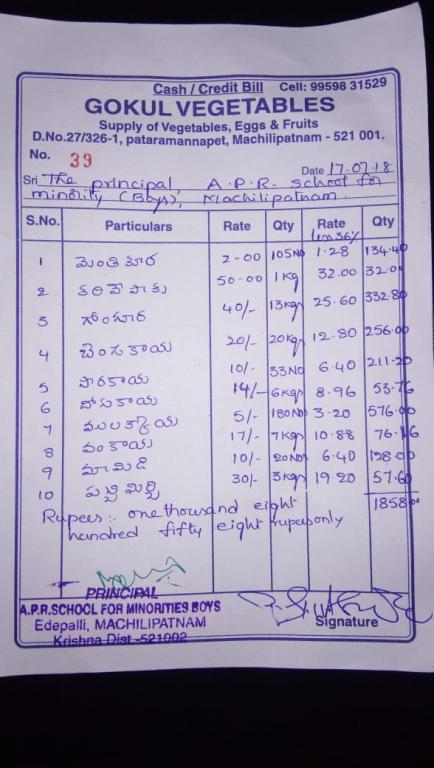 Cash / Credit Bill Cell: 99598 31529
GOKUL VEGETABLES
Supply of Vegetables, Eggs & Fruits
D.No.27/326-1, pataramannapet, Machilipatnam - 521 001.
No. 39
Date 17.07.18
Sri The principal, A.P.R. School for
minority (Boys), Machilipatnam.
S.No. Particulars Rate Qty Rate Qty
(less 36%)
1 మెంతికూర 2-00 105NO 1.28 134.40
2 కరివేపాకు 50-00 1kg 32.00 32.00
3 గోంగూర 40/- 13kgs 25.60 332.80
4 బెండకాయ 20/- 20kgs 12.80 256.00
5 సొరకాయ 10/- 33NO 6.40 211.20
6 దోసకాయ 14/- 6kgs 8.96 53.76
7 ములక్కాయ 5/- 180NO 3.20 576.00
8 వంకాయ 17/- 7kgs 10.88 76.16
9 మామిడి 10/- 20NO 6.40 128.00
10 పచ్చిమిర్చి 30/- 3kgs 19.20 57.60
1858.00
Rupees:- one thousand eight
hundred fifty eight rupees only
PRINCIPAL
A.P.R.SCHOOL FOR MINORITIES BOYS
Edepalli, MACHILIPATNAM
Krishna Dist -521002
Signature